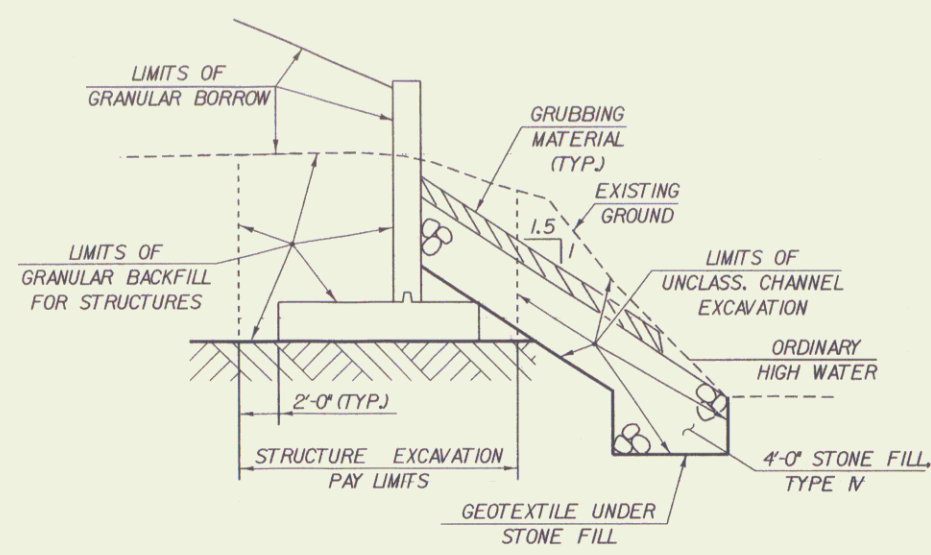 LIMITS OF
GRANULAR BORROW
GRUBBING
MATERIAL
(TYP.)
EXISTING
GROUND
1.5
1
LIMITS OF
GRANULAR BACKFILL
FOR STRUCTURES
LIMITS OF
UNCLASS. CHANNEL
EXCAVATION
ORDINARY
HIGH WATER
2'-0" (TYP.)
STRUCTURE EXCAVATION
PAY LIMITS
4'-0" STONE FILL,
TYPE IV
GEOTEXTILE UNDER
STONE FILL